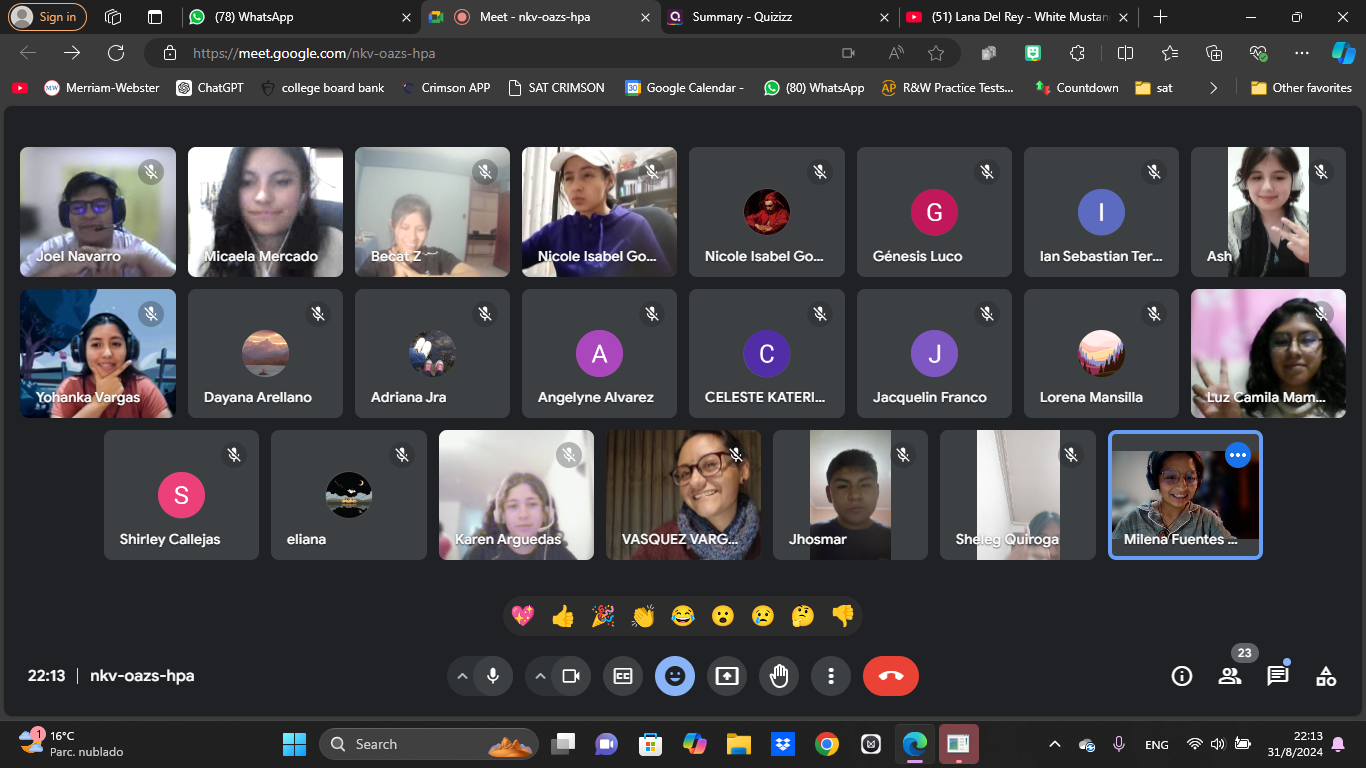 Sign in
(78) WhatsApp
Meet - nkv-oazs-hpa
Summary - Quizizz
(51) Lana Del Rey - White Mustan
https://meet.google.com/nkv-oazs-hpa
Merriam-Webster
ChatGPT
college board bank
Crimson APP
SAT CRIMSON
Google Calendar -
(80) WhatsApp
AP R&W Practice Tests...
Countdown
sat
Other favorites
Joel Navarro
Micaela Mercado
Becat Z
Nicole Isabel Go...
Nicole Isabel Go...
G
Génesis Luco
I
Ian Sebastian Ter...
Ash
Yohanka Vargas
Dayana Arellano
Adriana Jra
A
Angelyne Alvarez
C
CELESTE KATERI...
J
Jacquelin Franco
Lorena Mansilla
Luz Camila Mam...
S
Shirley Callejas
eliana
Karen Arguedas
VASQUEZ VARG...
Jhosmar
Sheleg Quiroga
Milena Fuentes ...
22:13 | nkv-oazs-hpa
23
1
16°C
Parc. nublado
Search
ENG
22:13
31/8/2024